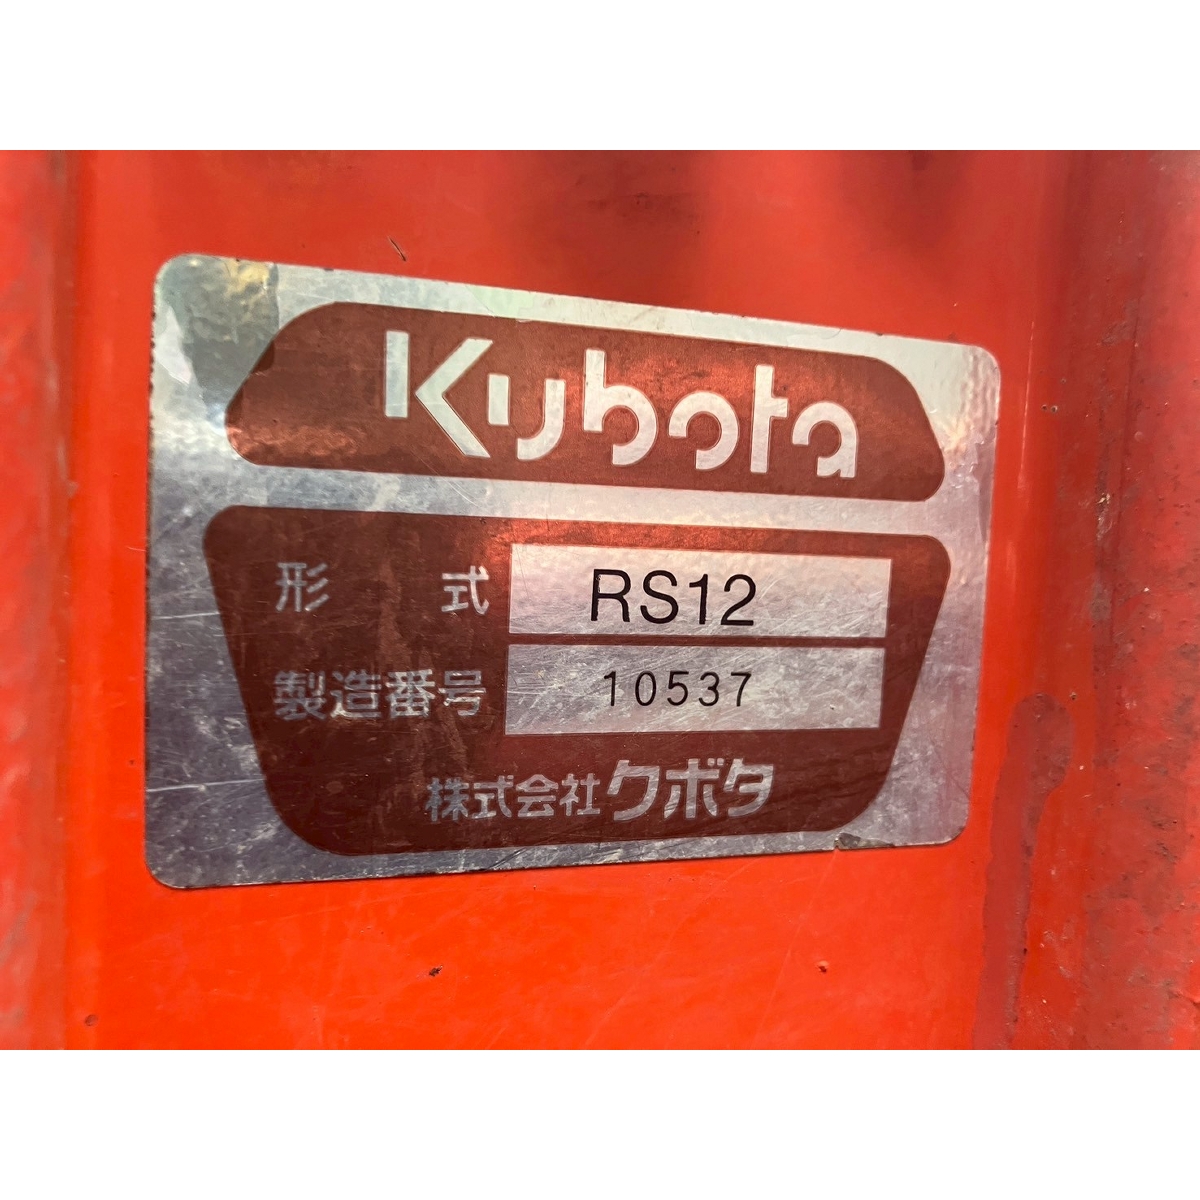 Kubota
形式 RS12
製造番号 10537
株式会社クボタ